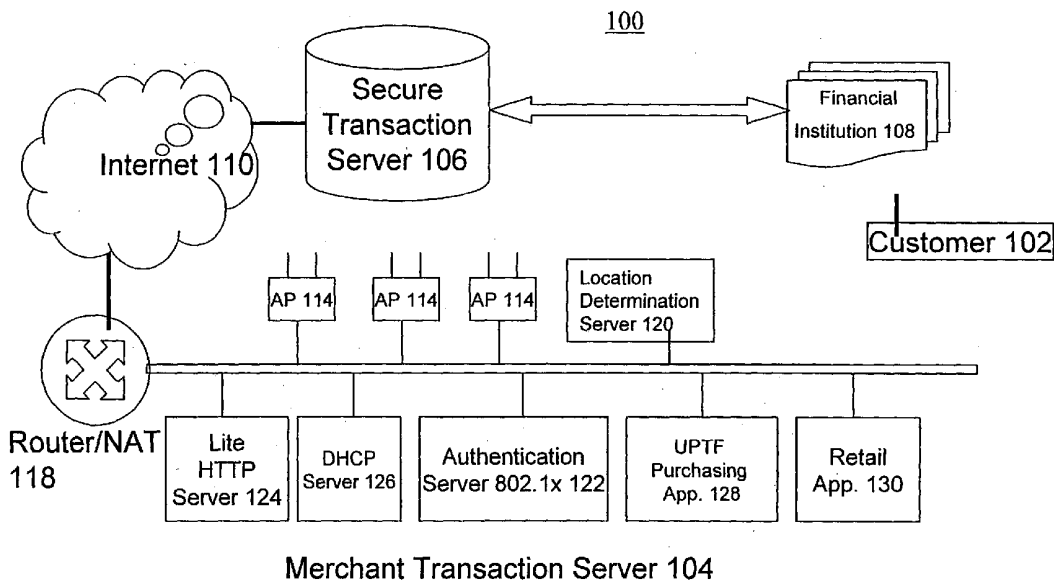 100
Secure
Transaction
Server 106
Financial
Institution 108
Internet 110
Customer 102
AP 114
AP 114
AP 114
Location
Determination
Server 120
Router/NAT
118
Lite
HTTP
Server 124
DHCP
Server 126
Authentication
Server 802.1x 122
UPTF
Purchasing
App. 128
Retail
App. 130
Merchant Transaction Server 104